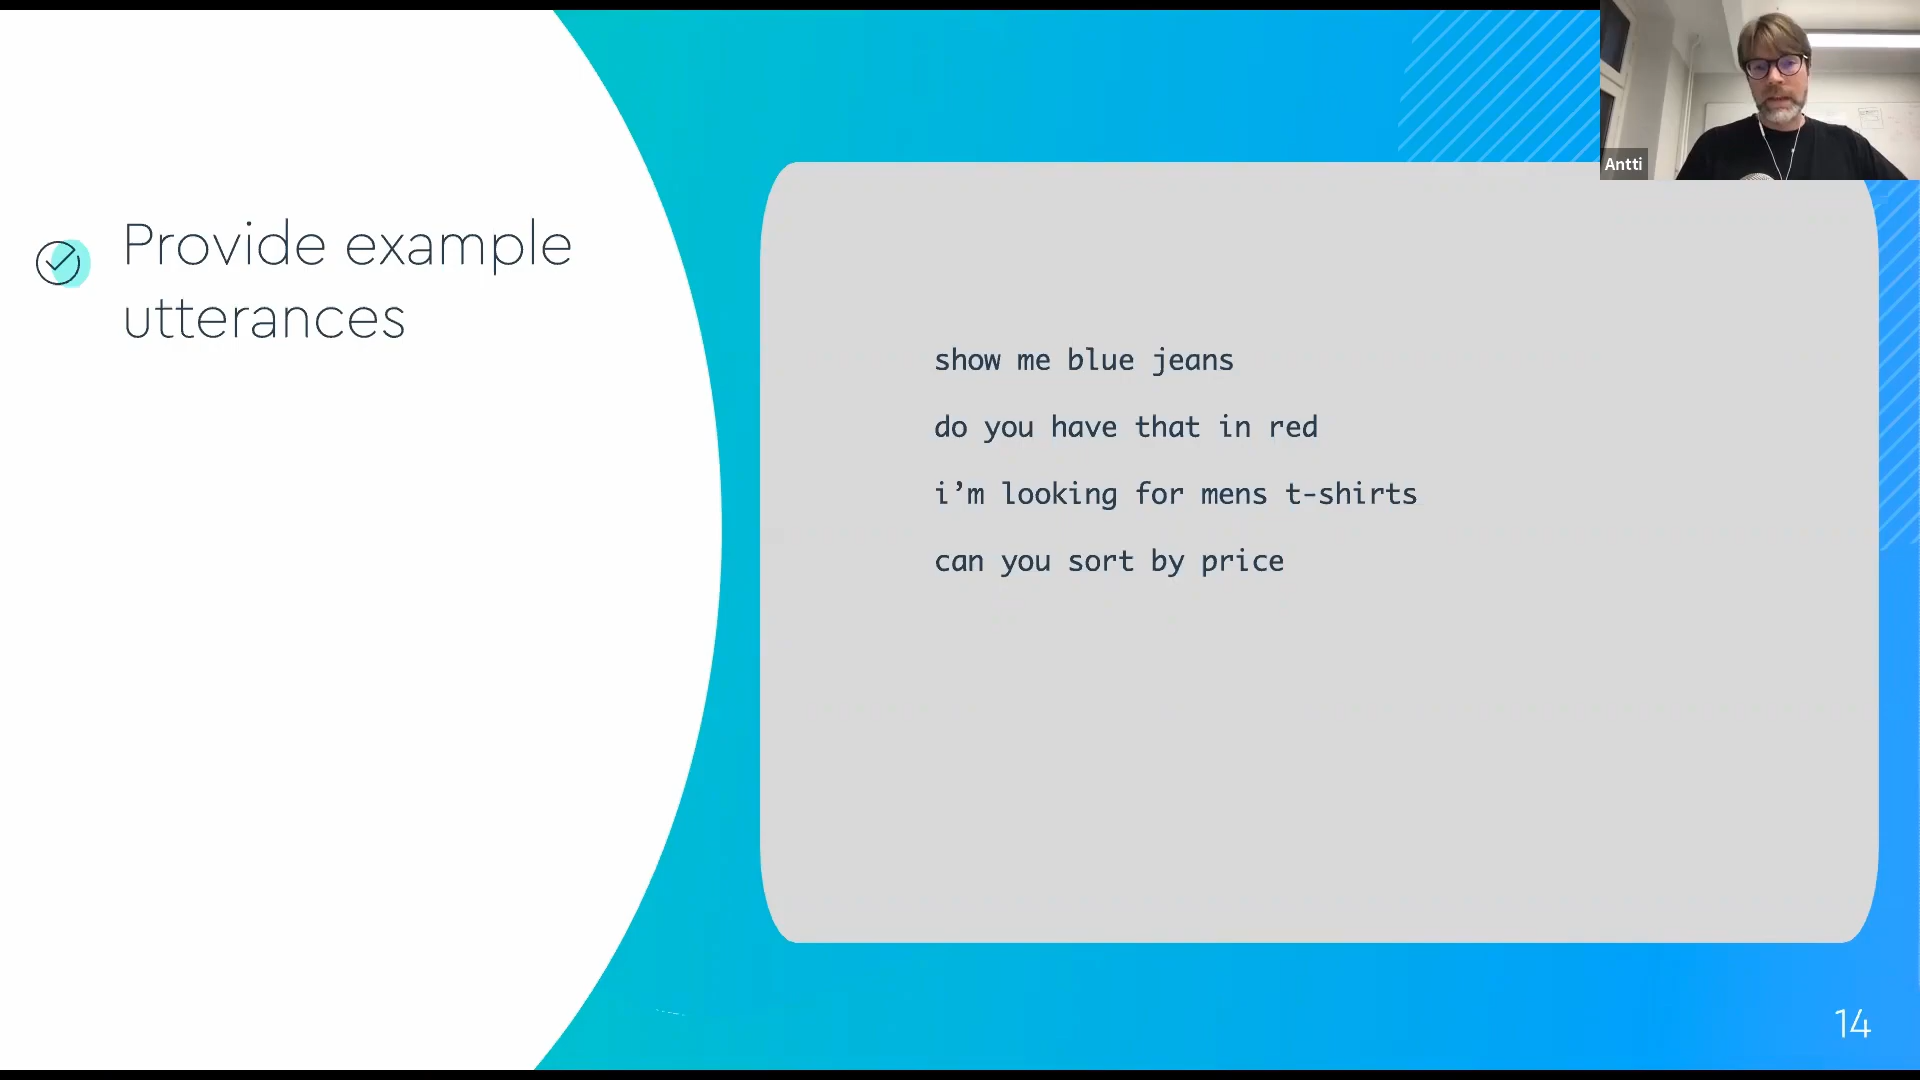 Provide example
utterances
show me blue jeans
do you have that in red
i’m looking for mens t-shirts
can you sort by price
Antti
14